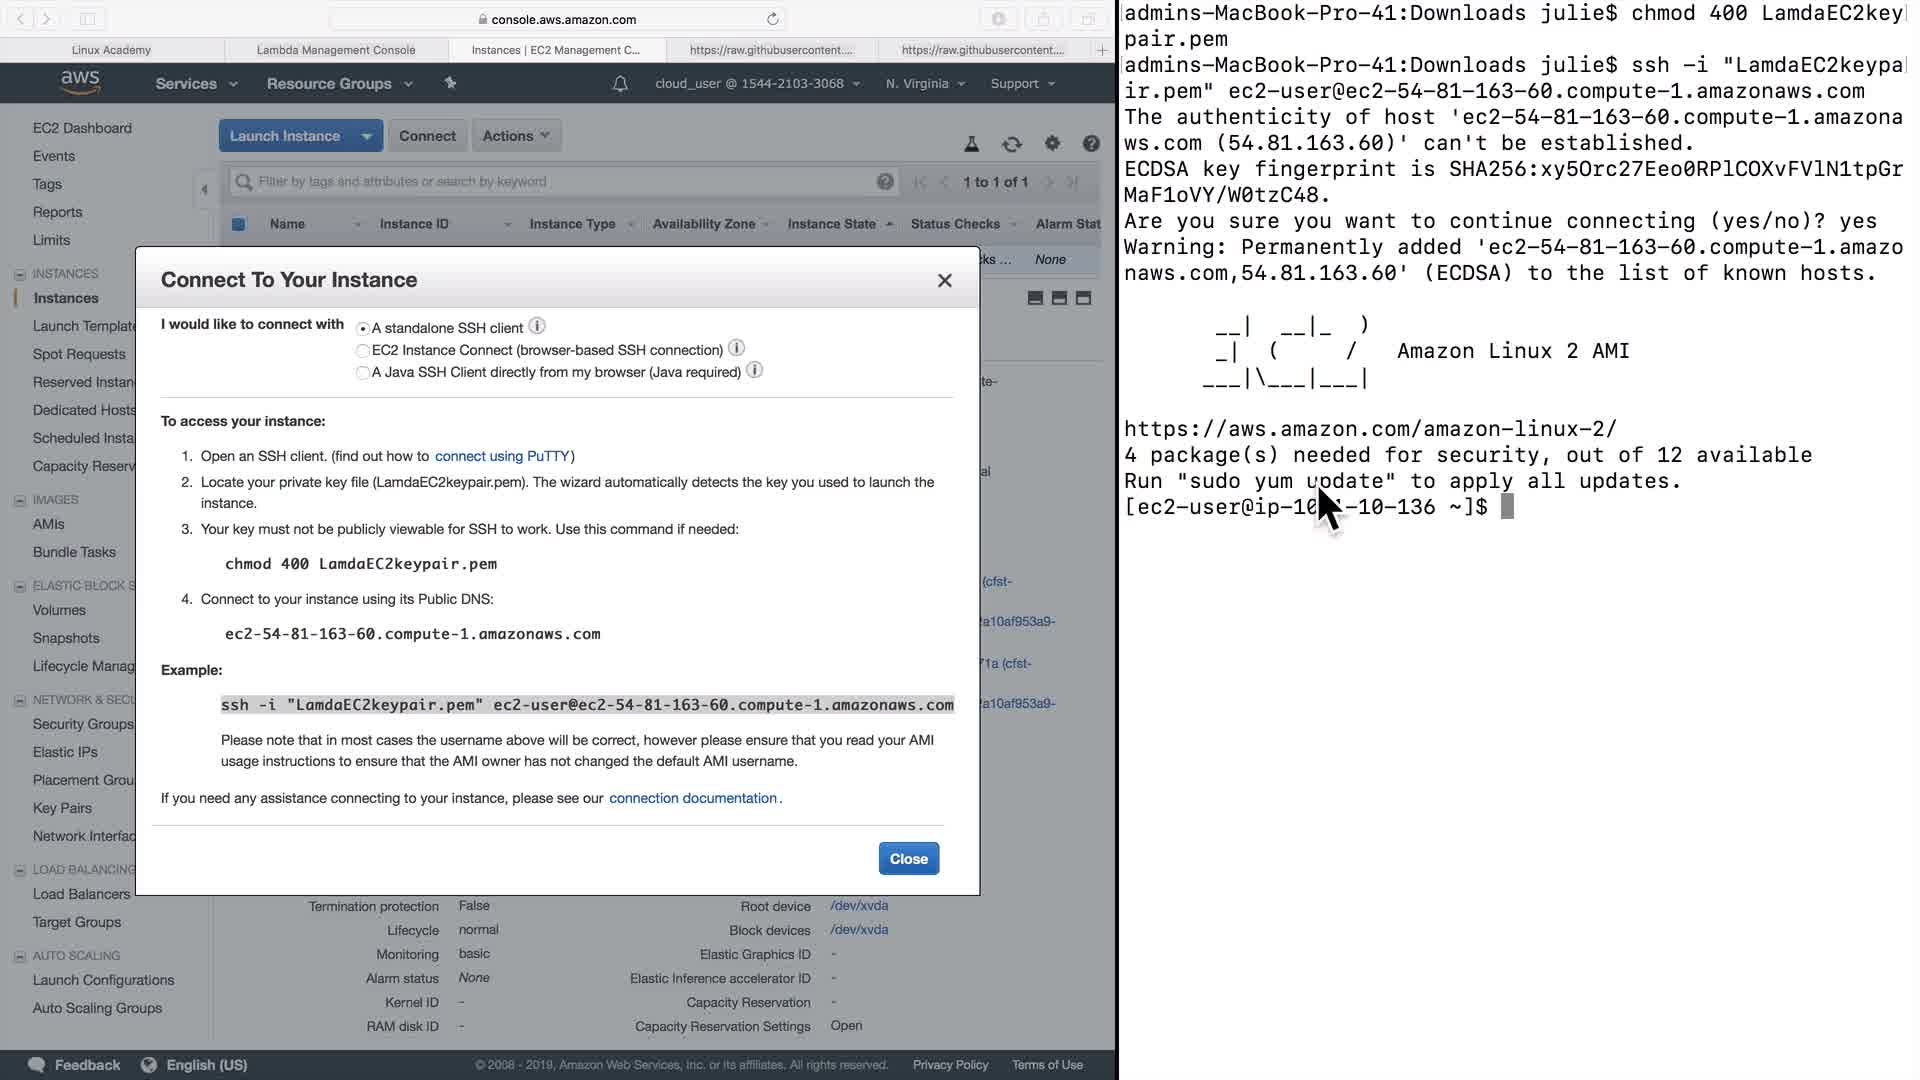 console.aws.amazon.com
Linux Academy
Lambda Management Console
Instances | EC2 Management C...
https://raw.githubusercontent....
https://raw.githubusercontent....
aws
Services
Resource Groups
cloud_user @ 1544-2103-3068
N. Virginia
Support
EC2 Dashboard
Events
Tags
Reports
Limits
INSTANCES
Instances
Launch Template
Spot Requests
Reserved Instan
Dedicated Hosts
Scheduled Insta
Capacity Reserv
IMAGES
AMIs
Bundle Tasks
ELASTIC BLOCK S
Volumes
Snapshots
Lifecycle Manag
NETWORK & SECU
Security Groups
Elastic IPs
Placement Grou
Key Pairs
Network Interfac
LOAD BALANCING
Load Balancers
Target Groups
AUTO SCALING
Launch Configurations
Auto Scaling Groups
Launch Instance
Connect
Actions
Filter by tags and attributes or search by keyword
1 to 1 of 1
Name
Instance ID
Instance Type
Availability Zone
Instance State
Status Checks
Alarm Stat
cks ...
None
Connect To Your Instance
I would like to connect with
A standalone SSH client
EC2 Instance Connect (browser-based SSH connection)
A Java SSH Client directly from my browser (Java required)
To access your instance:
1. Open an SSH client. (find out how to connect using PuTTY)
2. Locate your private key file (LamdaEC2keypair.pem). The wizard automatically detects the key you used to launch the
instance.
3. Your key must not be publicly viewable for SSH to work. Use this command if needed:
chmod 400 LamdaEC2keypair.pem
4. Connect to your instance using its Public DNS:
ec2-54-81-163-60.compute-1.amazonaws.com
Example:
ssh -i "LamdaEC2keypair.pem" ec2-user@ec2-54-81-163-60.compute-1.amazonaws.com
Please note that in most cases the username above will be correct, however please ensure that you read your AMI
usage instructions to ensure that the AMI owner has not changed the default AMI username.
If you need any assistance connecting to your instance, please see our connection documentation.
Close
te-
al
(cfst-
a10af953a9-
71a (cfst-
a10af953a9-
Termination protection False
Root device /dev/xvda
Lifecycle normal
Block devices /dev/xvda
Monitoring basic
Elastic Graphics ID -
Alarm status None
Elastic Inference accelerator ID -
Kernel ID -
Capacity Reservation -
RAM disk ID -
Capacity Reservation Settings Open
Feedback
English (US)
© 2008 - 2019, Amazon Web Services, Inc. or its affiliates. All rights reserved.
Privacy Policy
Terms of Use
[admins-MacBook-Pro-41:Downloads julie$ chmod 400 LamdaEC2key]
pair.pem
[admins-MacBook-Pro-41:Downloads julie$ ssh -i "LamdaEC2keypa]
ir.pem" ec2-user@ec2-54-81-163-60.compute-1.amazonaws.com
The authenticity of host 'ec2-54-81-163-60.compute-1.amazona
ws.com (54.81.163.60)' can't be established.
ECDSA key fingerprint is SHA256:xy5Orc27Eeo0RPlCOXvFVlN1tpGr
MaF1oVY/W0tzC48.
Are you sure you want to continue connecting (yes/no)? yes
Warning: Permanently added 'ec2-54-81-163-60.compute-1.amazo
naws.com,54.81.163.60' (ECDSA) to the list of known hosts.
__|  __|_  )
_|  (     /   Amazon Linux 2 AMI
___|\___|___|
https://aws.amazon.com/amazon-linux-2/
4 package(s) needed for security, out of 12 available
Run "sudo yum update" to apply all updates.
-10-136 ~]$